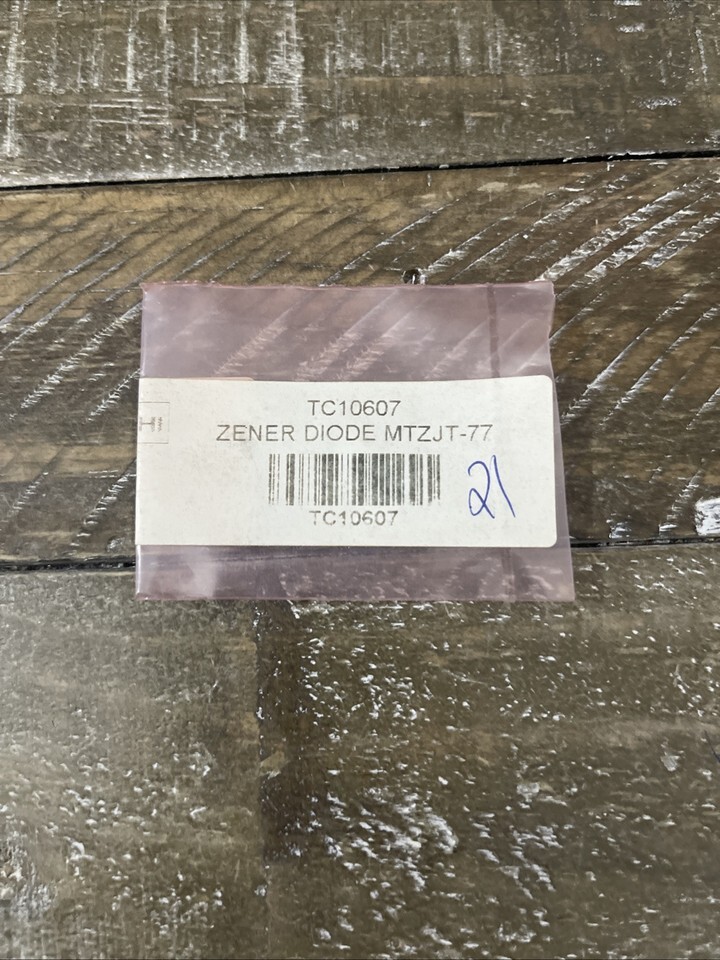 TC10607
ZENER DIODE MTZJT-77
TC10607
21